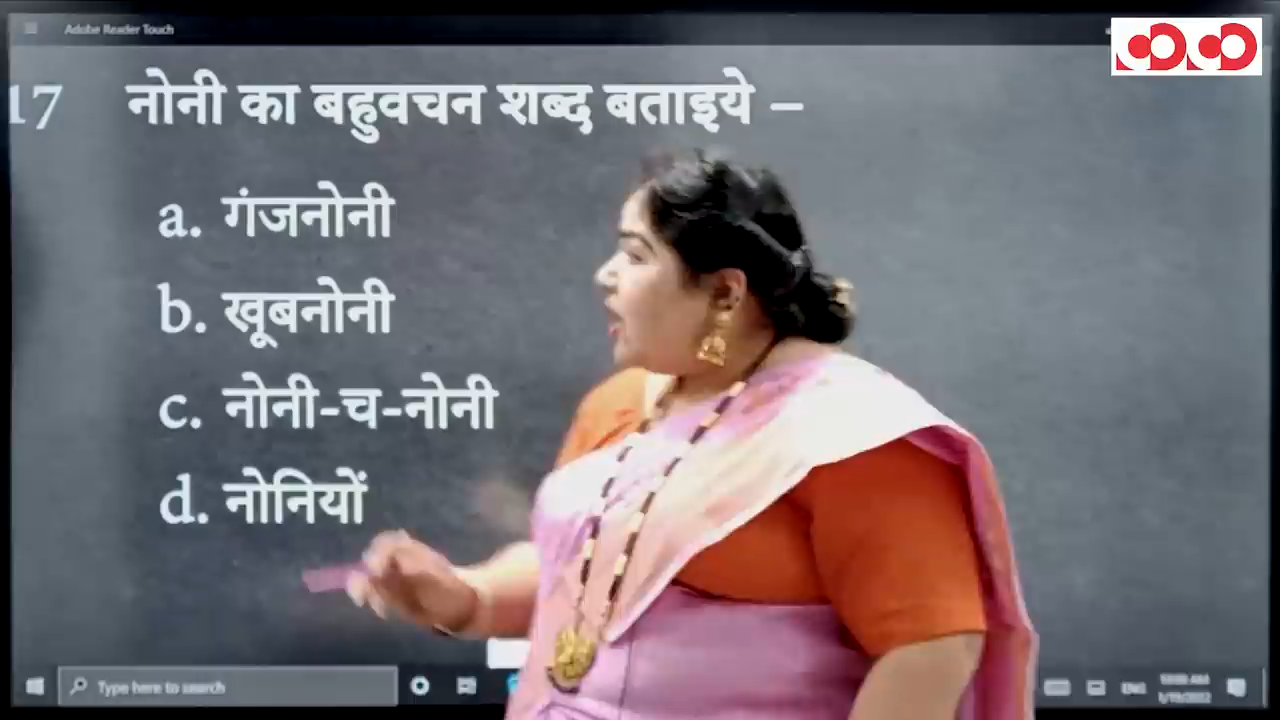 Adobe Reader Touch
17 नोनी का बहुवचन शब्द बताइये –
a. गंजनोनी
b. खूबनोनी
c. नोनी-च-नोनी
d. नोनियों
Type here to search
ENG